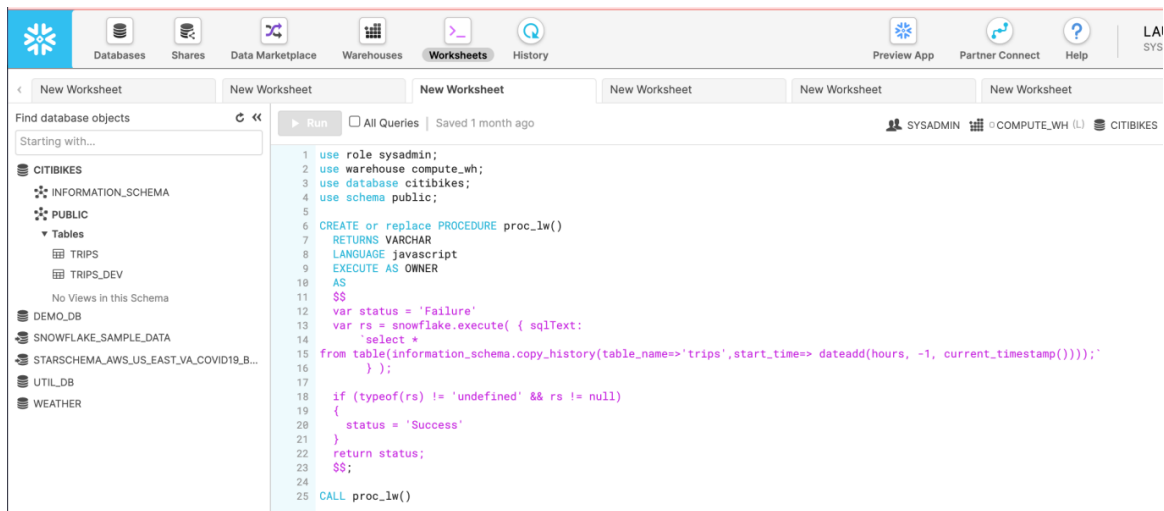 Databases
Shares
Data Marketplace
Warehouses
Worksheets
History
Preview App
Partner Connect
Help
New Worksheet
New Worksheet
New Worksheet
New Worksheet
New Worksheet
New Worksheet
Find database objects
Starting with...
CITIBIKES
INFORMATION_SCHEMA
PUBLIC
Tables
TRIPS
TRIPS_DEV
No Views in this Schema
DEMO_DB
SNOWFLAKE_SAMPLE_DATA
STARSCHEMA_AWS_US_EAST_VA_COVID19_B...
UTIL_DB
WEATHER
Run All Queries | Saved 1 month ago
SYSADMIN COMPUTE_WH (L) CITIBIKES
1 use role sysadmin;
2 use warehouse compute_wh;
3 use database citibikes;
4 use schema public;
5
6 CREATE or replace PROCEDURE proc_lw()
7 RETURNS VARCHAR
8 LANGUAGE javascript
9 EXECUTE AS OWNER
10 AS
11 $$
12 var status = 'Failure'
13 var rs = snowflake.execute( { sqlText:
14 `select *
15 from table(information_schema.copy_history(table_name=>'trips',start_time=> dateadd(hours, -1, current_timestamp())));`
16 } );
17
18 if (typeof(rs) != 'undefined' && rs != null)
19 {
20 status = 'Success'
21 }
22 return status;
23 $$;
24
25 CALL proc_lw()